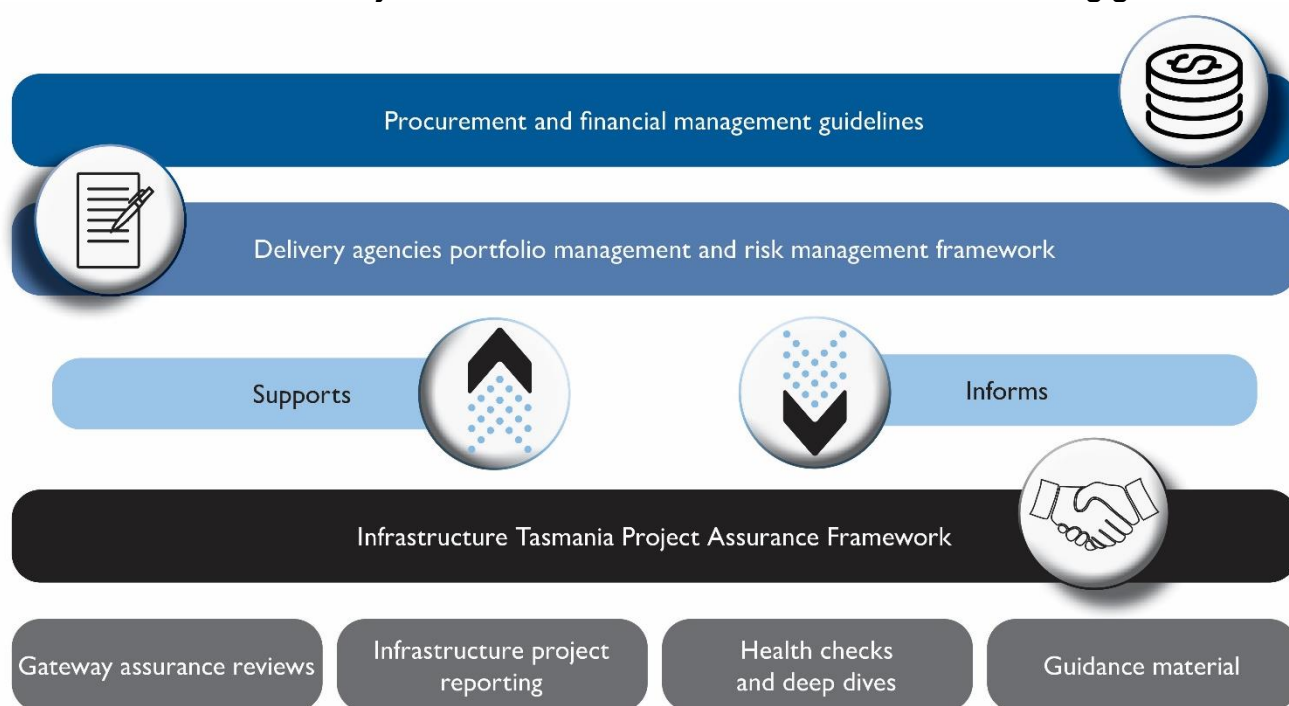 Procurement and financial management guidelines
Delivery agencies portfolio management and risk management framework
Supports
Informs
Infrastructure Tasmania Project Assurance Framework
Gateway assurance reviews
Infrastructure project
reporting
Health checks
and deep dives
Guidance material